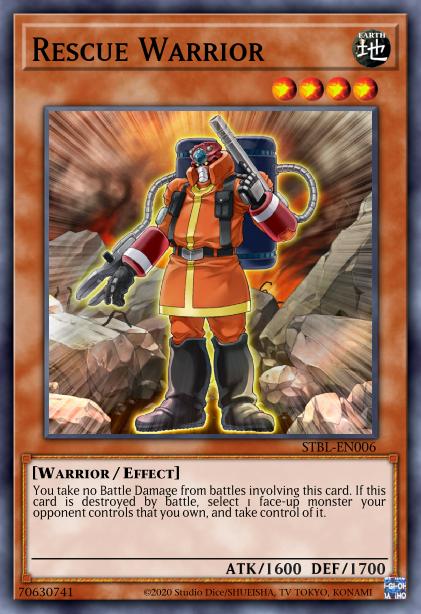 RESCUE WARRIOR
EARTH
地
STBL-EN006
[WARRIOR / EFFECT]
You take no Battle Damage from battles involving this card. If this
card is destroyed by battle, select 1 face-up monster your
opponent controls that you own, and take control of it.
ATK/1600 DEF/1700
70630741
©2020 Studio Dice/SHUEISHA, TV TOKYO, KONAMI